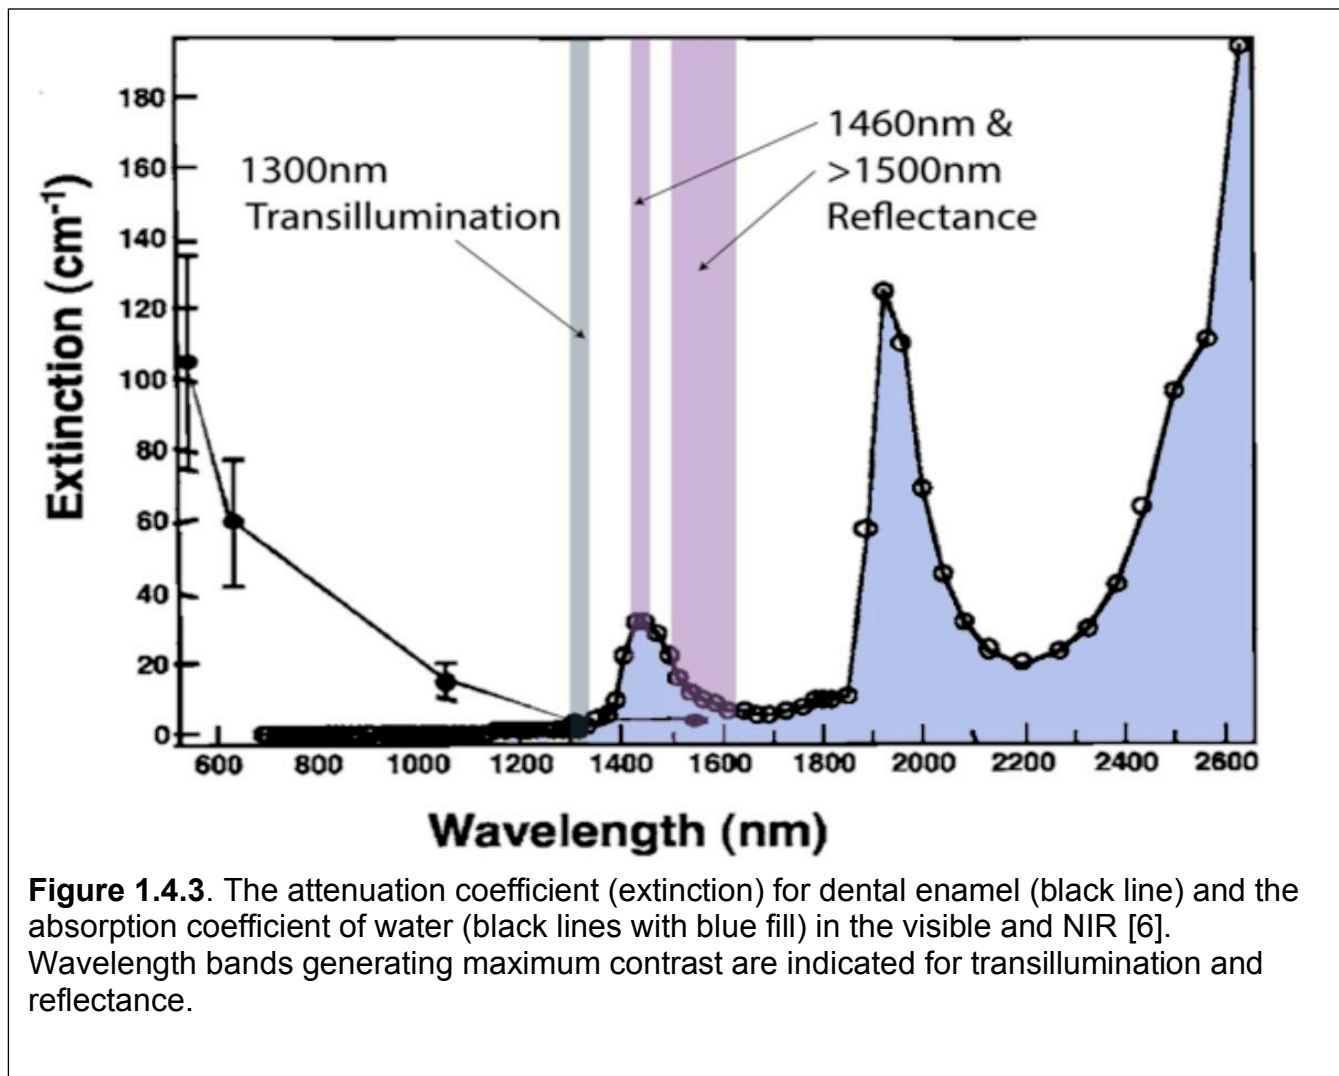 180
160
140
120
100
80
60
40
20
0
Extinction (cm-1)
1300nm
Transillumination
1460nm &
>1500nm
Reflectance
600 800 1000 1200 1400 1600 1800 2000 2200 2400 2600
Wavelength (nm)
Figure 1.4.3. The attenuation coefficient (extinction) for dental enamel (black line) and the
absorption coefficient of water (black lines with blue fill) in the visible and NIR [6].
Wavelength bands generating maximum contrast are indicated for transillumination and
reflectance.